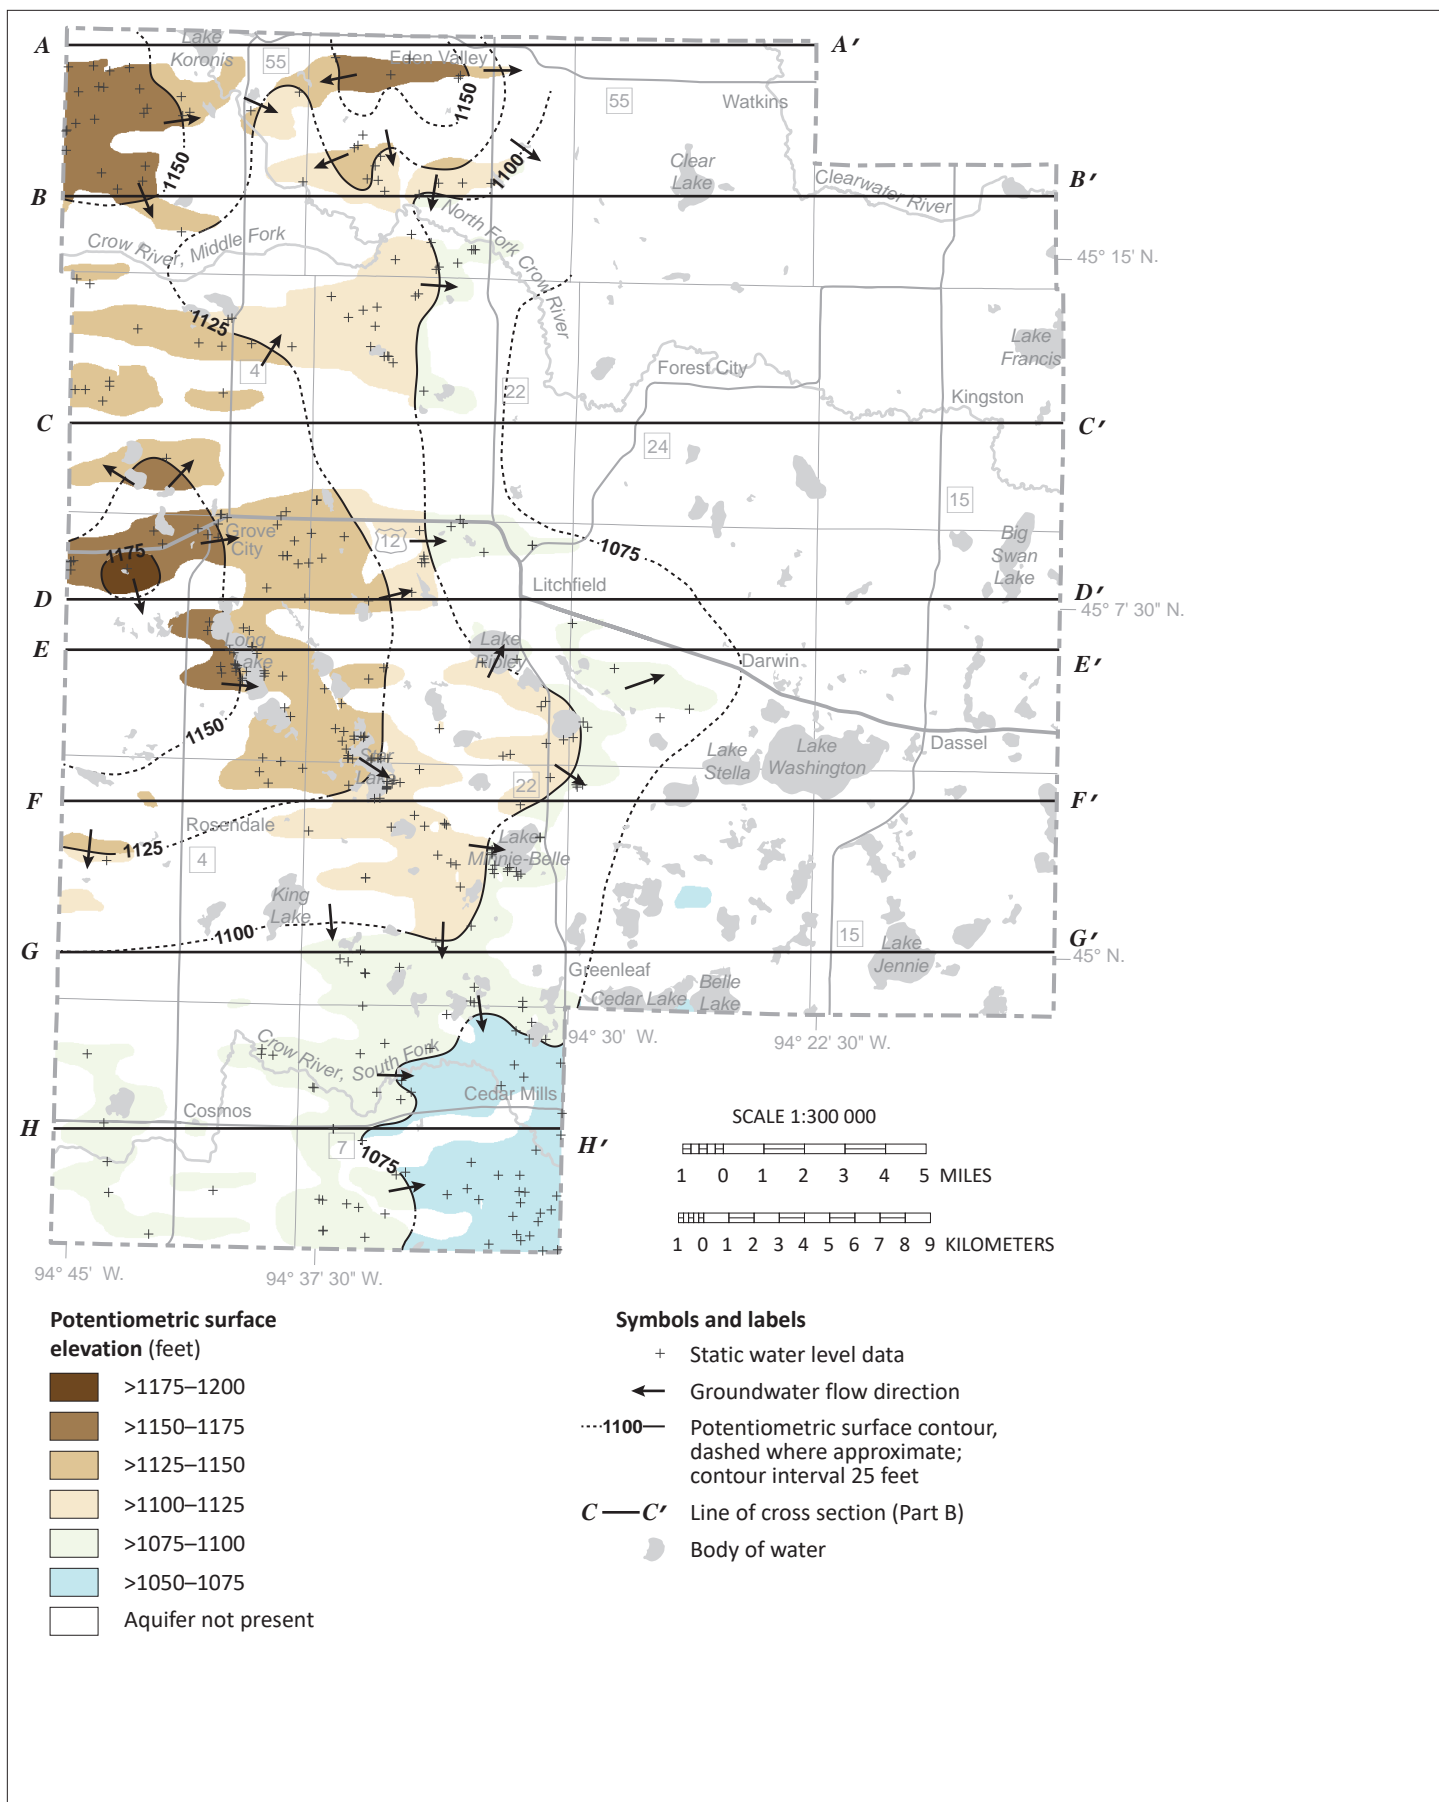 Lake
Koronis
A
A′
55
Eden Valley
55
Watkins
1150
1150
1100
Clear
Lake
Clearwater River
B
B′
North Fork Crow River
Crow River, Middle Fork
45° 15' N.
1125
Lake
Francis
Forest City
4
22
Kingston
C
C′
24
15
Grove
City
12
1175
1075
Big
Swan
Lake
Litchfield
D
D′
45° 7' 30" N.
Long
Lake
Lake
Ripley
E
E′
Darwin
1150
Dassel
Lake
Stella
Lake
Washington
Star
Lake
22
F
F′
Rosendale
1125
4
Lake
Minnie-Belle
King
Lake
1100
15
G
G′
Lake
Jennie
45° N.
Greenleaf
Cedar Lake
Belle
Lake
94° 30' W.
94° 22' 30" W.
Crow River, South Fork
Cedar Mills
Cosmos
H
H′
7
1075
SCALE 1:300 000
1 0 1 2 3 4 5 MILES
1 0 1 2 3 4 5 6 7 8 9 KILOMETERS
94° 45' W.
94° 37' 30" W.
Potentiometric surface
elevation (feet)
>1175–1200
>1150–1175
>1125–1150
>1100–1125
>1075–1100
>1050–1075
Aquifer not present
Symbols and labels
Static water level data
Groundwater flow direction
1100
Potentiometric surface contour,
dashed where approximate;
contour interval 25 feet
C C′ Line of cross section (Part B)
Body of water